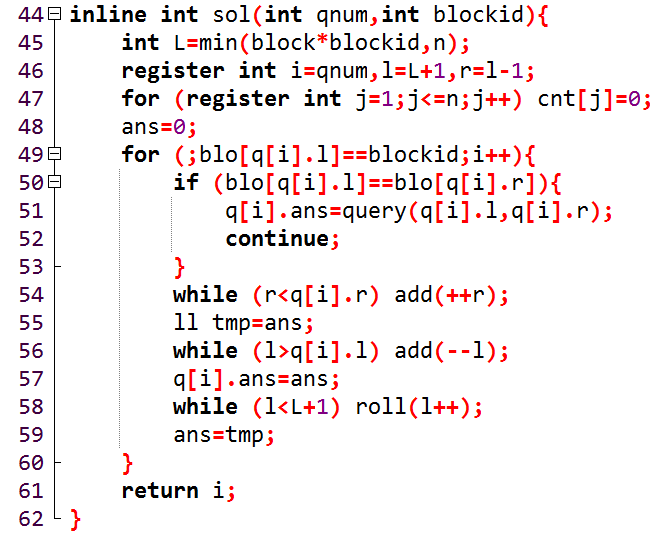 44 inline int sol(int qnum,int blockid){
45     int L=min(block*blockid,n);
46     register int i=qnum,l=L+1,r=l-1;
47     for (register int j=1;j<=n;j++) cnt[j]=0;
48     ans=0;
49     for (;blo[q[i].l]==blockid;i++){
50         if (blo[q[i].l]==blo[q[i].r]){
51             q[i].ans=query(q[i].l,q[i].r);
52             continue;
53         }
54         while (r<q[i].r) add(++r);
55         ll tmp=ans;
56         while (l>q[i].l) add(--l);
57         q[i].ans=ans;
58         while (l<L+1) roll(l++);
59         ans=tmp;
60     }
61     return i;
62 }